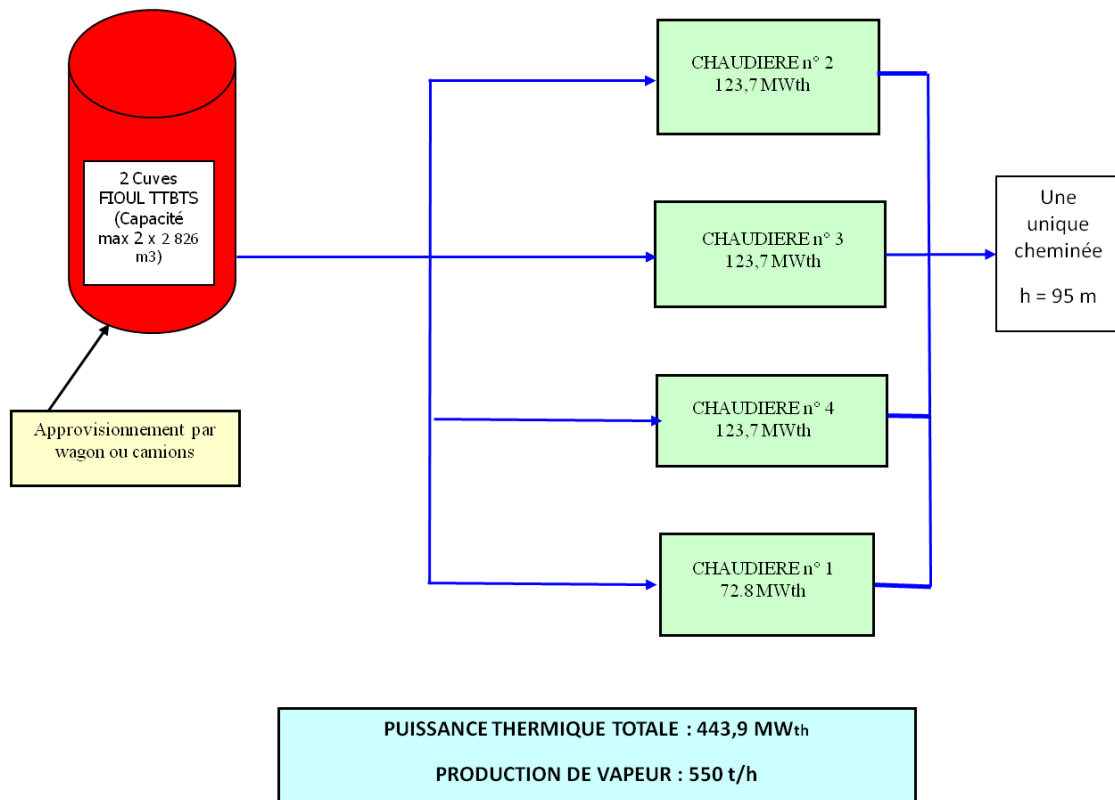 2 Cuves
FIOUL TTBTS
(Capacité
max 2 x 2 826
m3)
Approvisionnement par
wagon ou camions
CHAUDIERE n° 2
123,7 MWth
CHAUDIERE n° 3
123,7 MWth
CHAUDIERE n° 4
123,7 MWth
CHAUDIERE n° 1
72.8 MWth
Une
unique
cheminée
h = 95 m
PUISSANCE THERMIQUE TOTALE : 443,9 MWth
PRODUCTION DE VAPEUR : 550 t/h